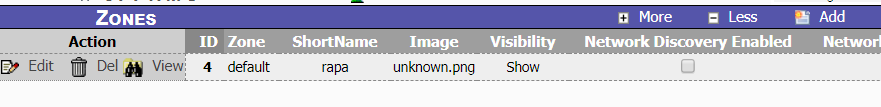 ZONES More Less Add
Action ID Zone ShortName Image Visibility Network Discovery Enabled Network
Edit Del View 4 default rapa unknown.png Show